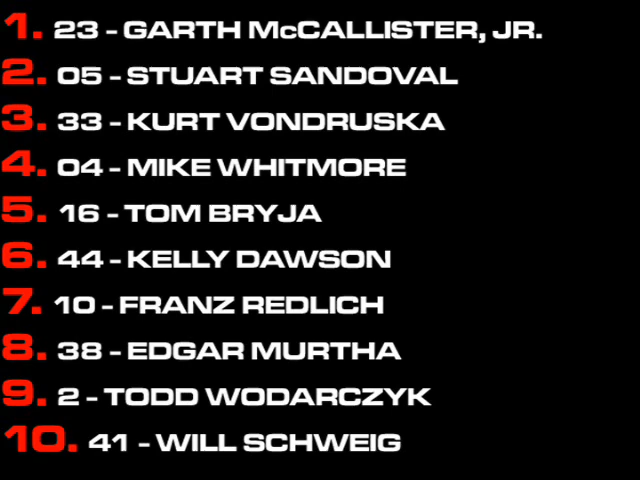 1. 23 - GARTH McCALLISTER, JR.
2. 05 - STUART SANDOVAL
3. 33 - KURT VONDRUSKA
4. 04 - MIKE WHITMORE
5. 16 - TOM BRYJA
6. 44 - KELLY DAWSON
7. 10 - FRANZ REDLICH
8. 38 - EDGAR MURTHA
9. 2 - TODD WODARCZYK
10. 41 - WILL SCHWEIG